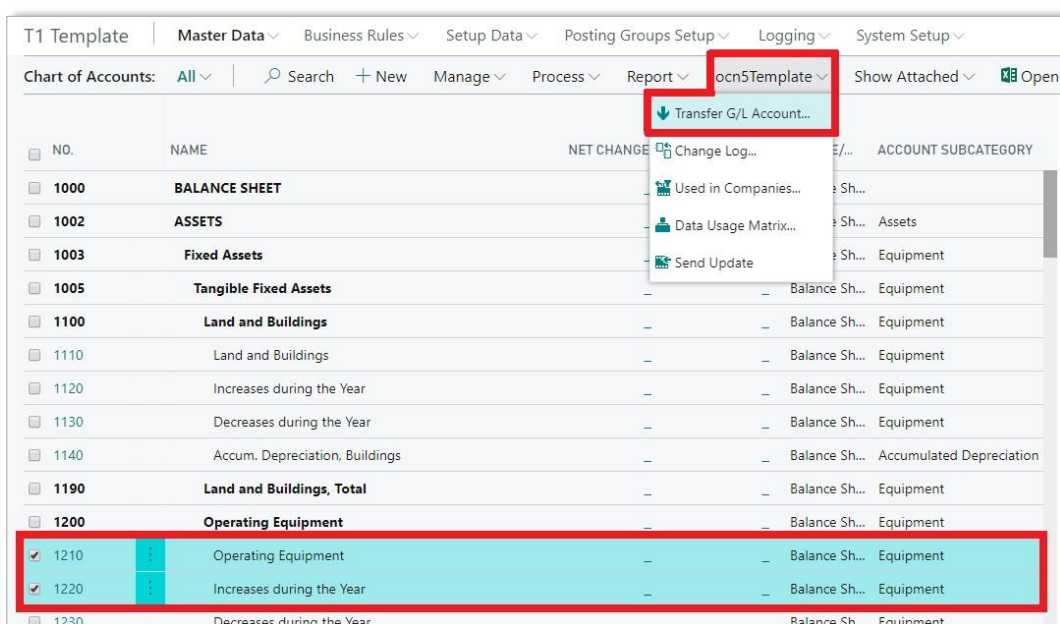 T1 Template Master Data Business Rules Setup Data Posting Groups Setup Logging System Setup
Chart of Accounts: All Search + New Manage Process Report ocn5Template Show Attached Open
Transfer G/L Account...
NO. NAME NET CHANGE Change Log... E/... ACCOUNT SUBCATEGORY
1000 BALANCE SHEET Used in Companies... Sh...
1002 ASSETS Data Usage Matrix... Sh... Assets
1003 Fixed Assets Send Update Sh... Equipment
1005 Tangible Fixed Assets _ _ Balance Sh... Equipment
1100 Land and Buildings _ _ Balance Sh... Equipment
1110 Land and Buildings _ _ Balance Sh... Equipment
1120 Increases during the Year _ _ Balance Sh... Equipment
1130 Decreases during the Year _ _ Balance Sh... Equipment
1140 Accum. Depreciation, Buildings _ _ Balance Sh... Accumulated Depreciation
1190 Land and Buildings, Total _ _ Balance Sh... Equipment
1200 Operating Equipment _ _ Balance Sh... Equipment
1210 Operating Equipment _ _ Balance Sh... Equipment
1220 Increases during the Year _ _ Balance Sh... Equipment
1230 Decreases during the Year Balance Sh... Equipment